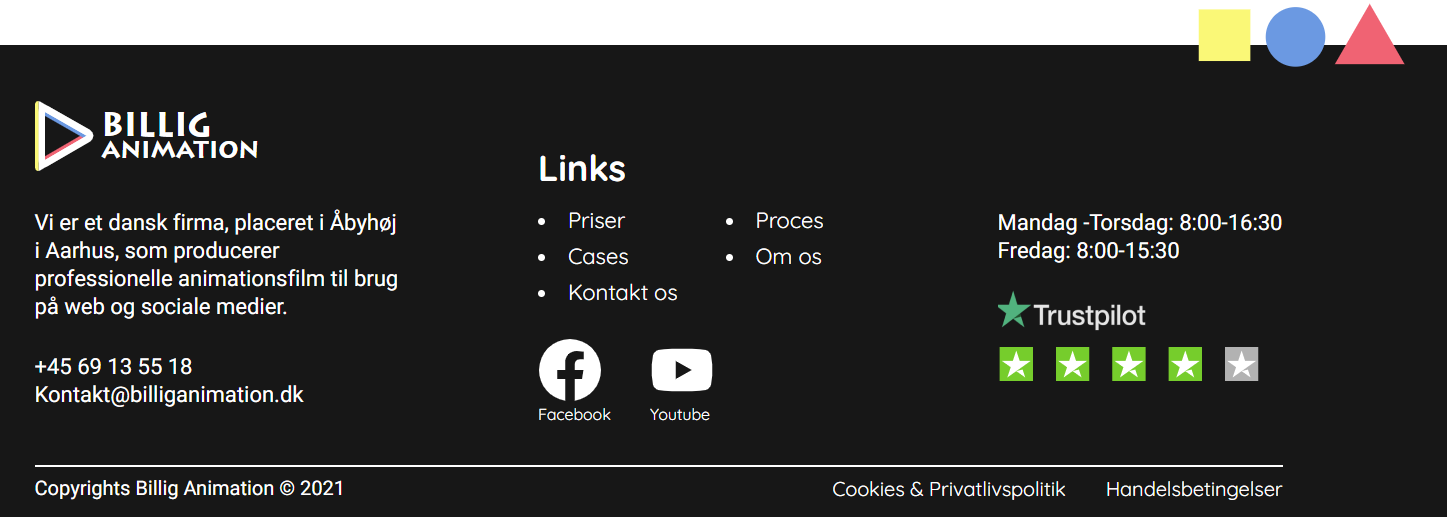 BILLIG
ANIMATION
Vi er et dansk firma, placeret i Åbyhøj
i Aarhus, som producerer
professionelle animationsfilm til brug
på web og sociale medier.
+45 69 13 55 18
Kontakt@billiganimation.dk
Links
Priser
Cases
Kontakt os
Proces
Om os
Facebook
Youtube
Mandag -Torsdag: 8:00-16:30
Fredag: 8:00-15:30
Trustpilot
Copyrights Billig Animation © 2021
Cookies & Privatlivspolitik
Handelsbetingelser